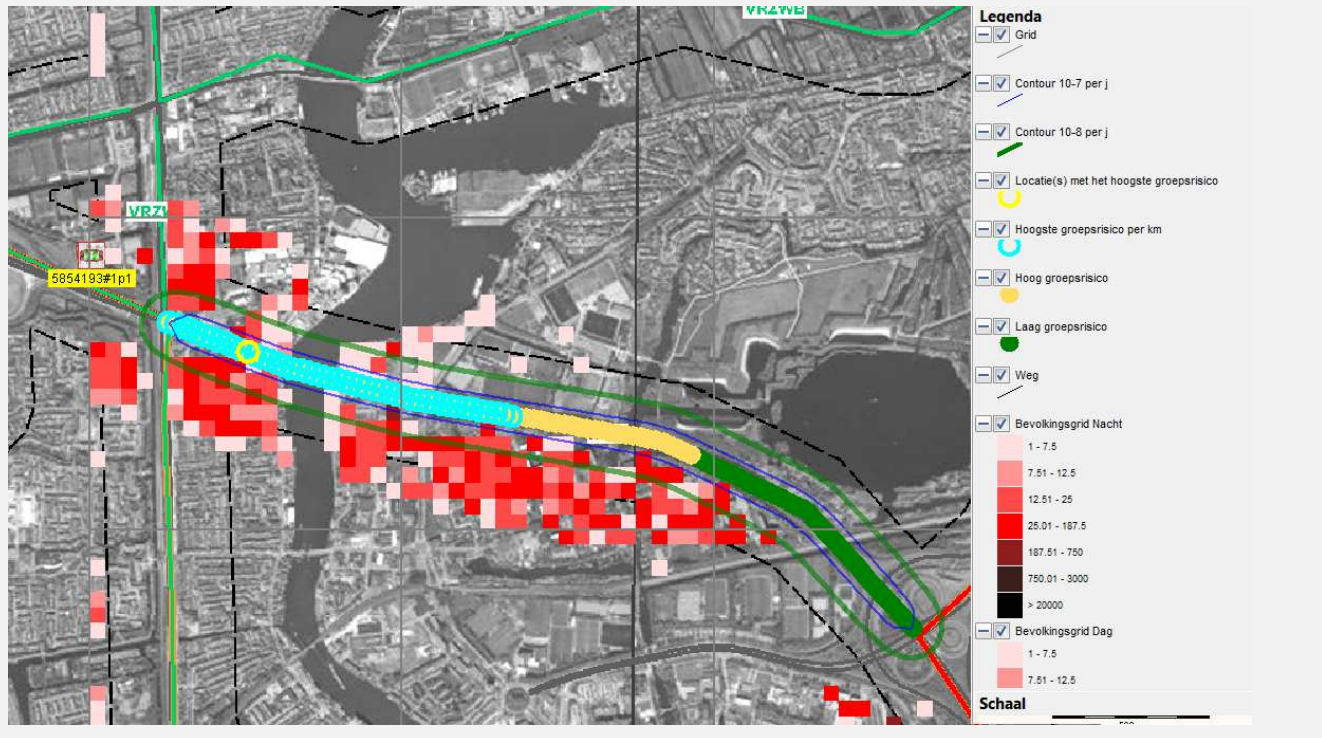 VRZWB
VRZW
5854193#1p1
Legenda
Grid
Contour 10-7 per j
Contour 10-8 per j
Locatie(s) met het hoogste groepsrisico
Hoogste groepsrisico per km
Hoog groepsrisico
Laag groepsrisico
Weg
Bevolkingsgrid Nacht
1 - 7.5
7.51 - 12.5
12.51 - 25
25.01 - 187.5
187.51 - 750
750.01 - 3000
> 20000
Bevolkingsgrid Dag
1 - 7.5
7.51 - 12.5
Schaal